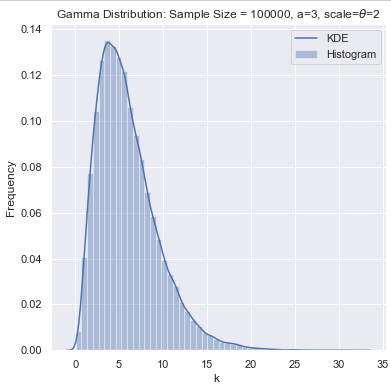 Gamma Distribution: Sample Size = 100000, a=3, scale=θ=2
KDE
Histogram
Frequency
0.14
0.12
0.10
0.08
0.06
0.04
0.02
0.00
0 5 10 15 20 25 30 35
k